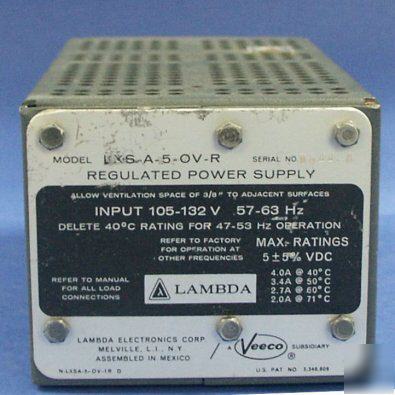 MODEL LXS-A-5-OV-R SERIAL NO.
REGULATED POWER SUPPLY
ALLOW VENTILATION SPACE OF 3/8" TO ADJACENT SURFACES
INPUT 105-132 V 57-63 Hz
DELETE 40°C RATING FOR 47-53 Hz OPERATION
REFER TO FACTORY
FOR OPERATION AT
OTHER FREQUENCIES
MAX. RATINGS
5 ± 5% VDC
REFER TO MANUAL
FOR ALL LOAD
CONNECTIONS
LAMBDA
4.0A @ 40°C
3.4A @ 50°C
2.7A @ 60°C
2.0A @ 71°C
LAMBDA ELECTRONICS CORP.
MELVILLE, L.I., N.Y.
ASSEMBLED IN MEXICO
A Veeco ® SUBSIDIARY
N-LXSA-5-OV-1R D
U.S. PAT NO. 3,348,609